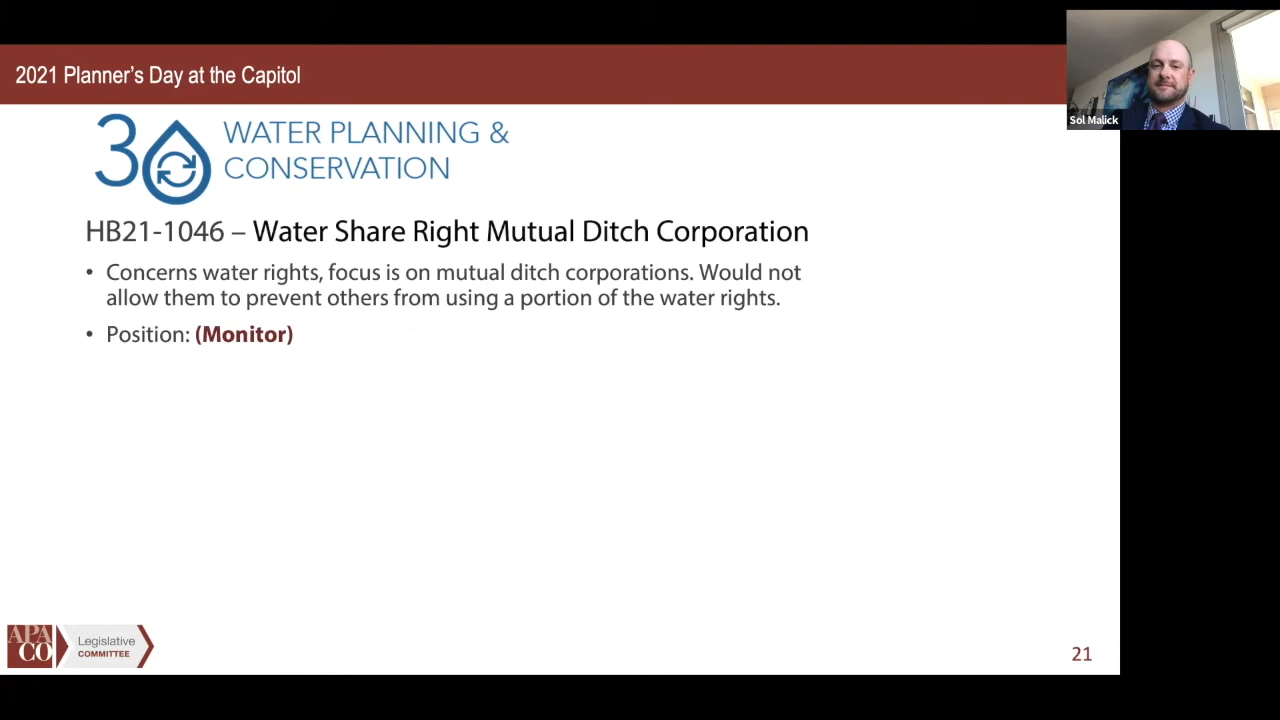 2021 Planner’s Day at the Capitol
Sol Malick
30 WATER PLANNING &
CONSERVATION
HB21-1046 – Water Share Right Mutual Ditch Corporation
• Concerns water rights, focus is on mutual ditch corporations. Would not
allow them to prevent others from using a portion of the water rights.
• Position: (Monitor)
APA
CO
Legislative
COMMITTEE
21